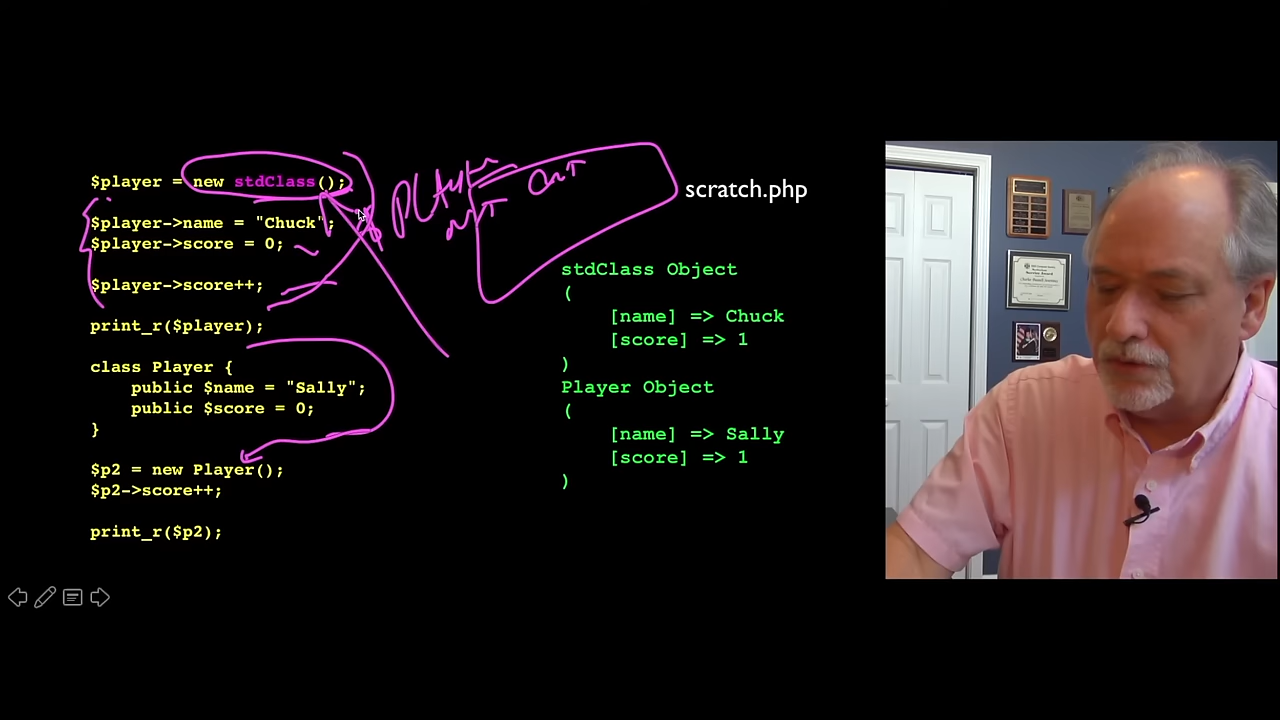 $player = new stdClass();
$player->name = "Chuck";
$player->score = 0;
$player->score++;
print_r($player);
class Player {
public $name = "Sally";
public $score = 0;
}
$p2 = new Player();
$p2->score++;
print_r($p2);
Player
scratch.php
stdClass Object
(
[name] => Chuck
[score] => 1
)
Player Object
(
[name] => Sally
[score] => 1
)